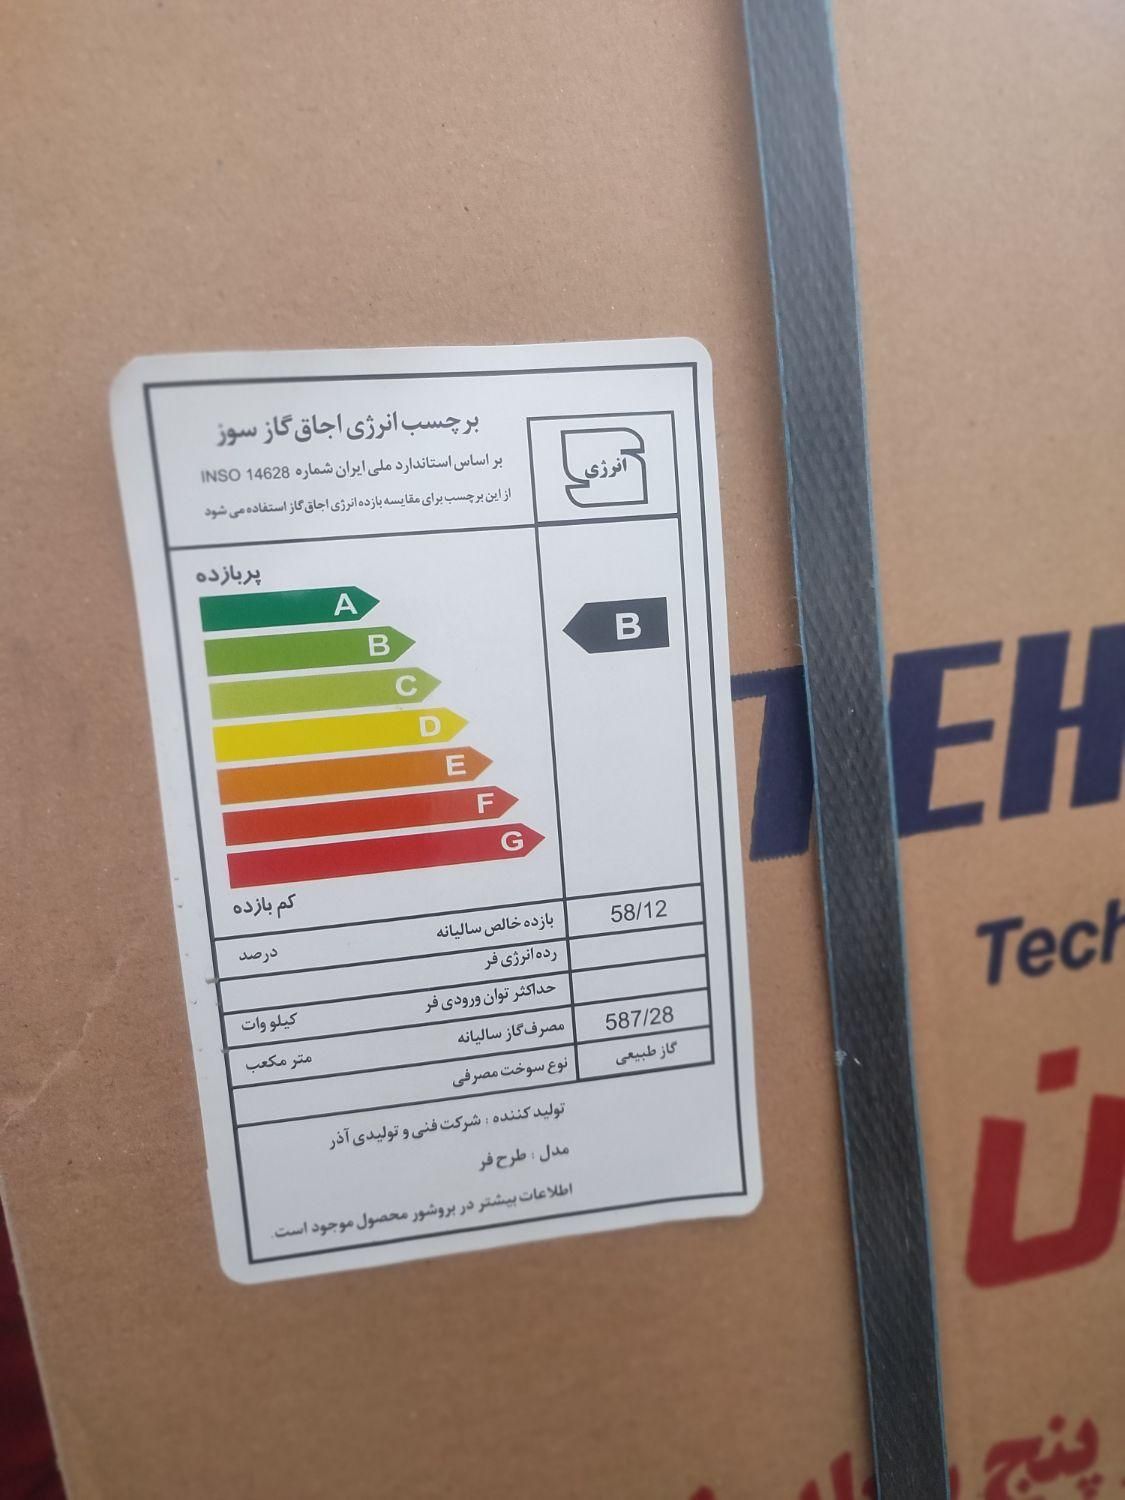 برچسب انرژی اجاق گاز سوز
بر اساس استاندارد ملی ایران شماره INSO 14628
از این برچسب برای مقایسه بازده انرژی اجاق گاز استفاده می شود
انرژی
پربازده
A
B
C
D
E
F
G
B
کم بازده
بازده خالص سالیانه درصد 58/12
رده انرژی فر
حداکثر توان ورودی فر کیلو وات
مصرف گاز سالیانه متر مکعب 587/28
نوع سوخت مصرفی گاز طبیعی
تولید کننده : شرکت فنی و تولیدی آذر
مدل : طرح فر
اطلاعات بیشتر در بروشور محصول موجود است.
TEH
Tech
ن
پنج